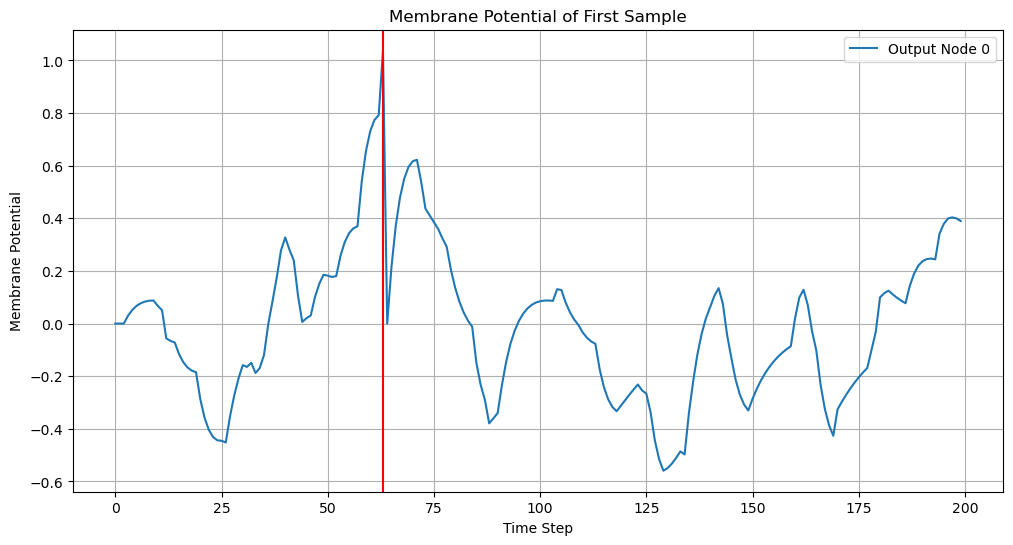 Membrane Potential of First Sample
Output Node 0
Membrane Potential
1.0
0.8
0.6
0.4
0.2
0.0
−0.2
−0.4
−0.6
0 25 50 75 100 125 150 175 200
Time Step